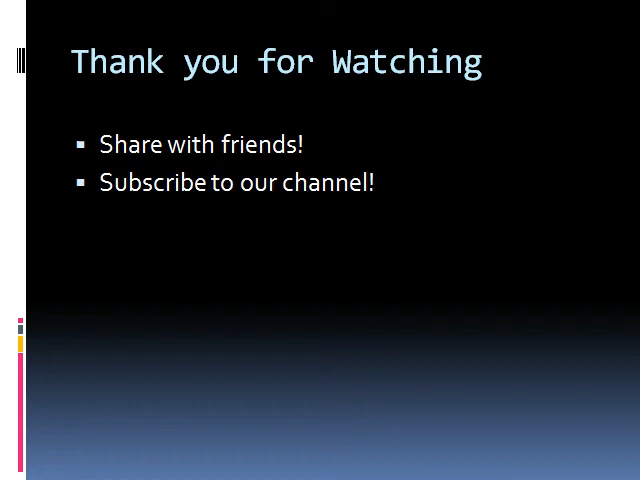 Thank you for Watching
Share with friends!
Subscribe to our channel!